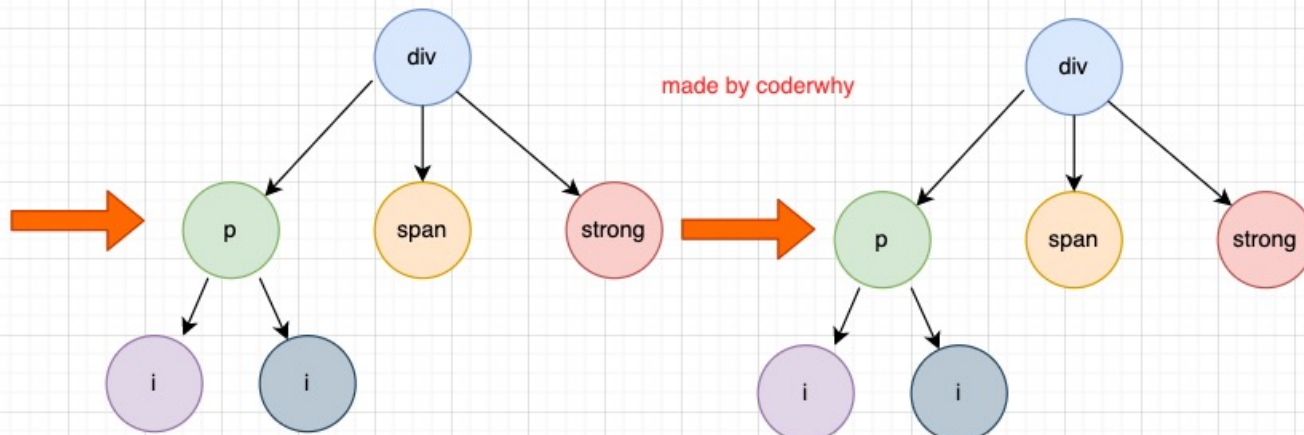 div
div
made by coderwhy
p
span
strong
p
span
strong
i
i
i
i